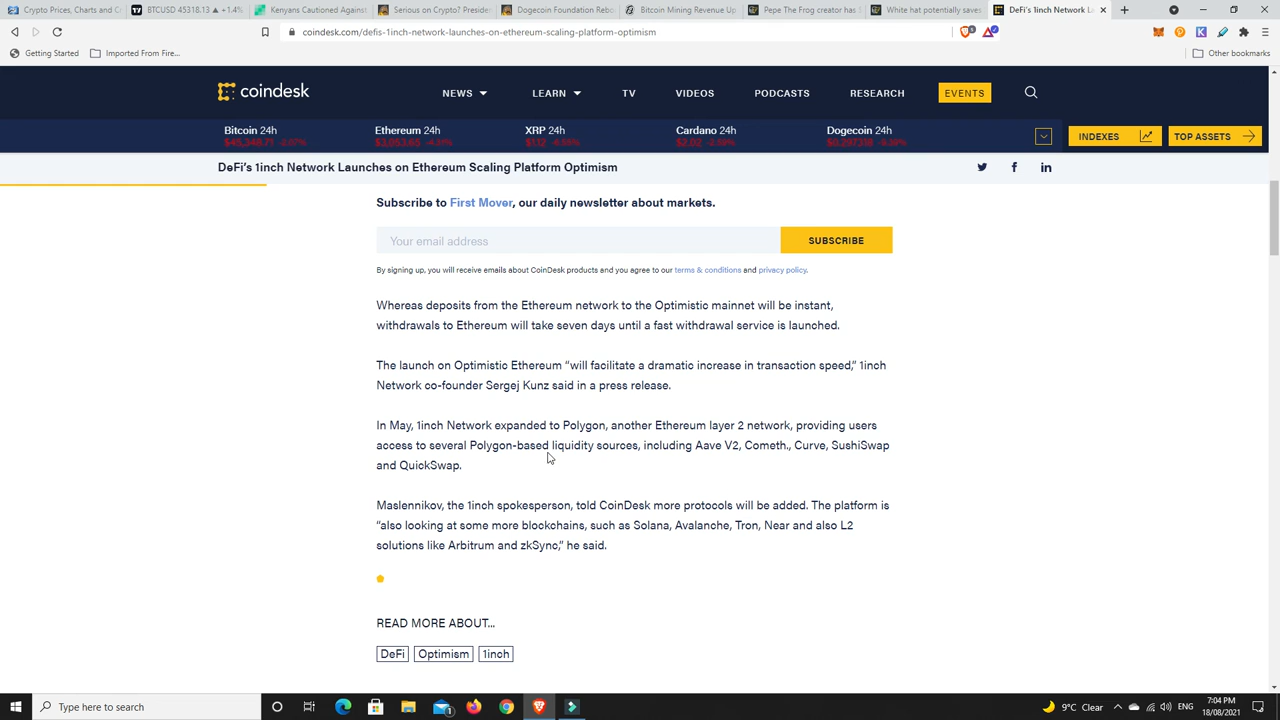 Crypto Prices, Charts and Cr
BTCUSD 45318.13 ▲ +1.4%
Kenyans Cautioned Against
Serious on Crypto? Presiden
Dogecoin Foundation Rebo
Bitcoin Mining Revenue Up
Pepe The Frog creator has
White hat potentially saves
DeFi's 1inch Network L
coindesk.com/defis-1inch-network-launches-on-ethereum-scaling-platform-optimism
Getting Started
Imported From Fire...
Other bookmarks
coindesk
NEWS
LEARN
TV
VIDEOS
PODCASTS
RESEARCH
EVENTS
Bitcoin 24h
Ethereum 24h
XRP 24h
Cardano 24h
Dogecoin 24h
INDEXES
TOP ASSETS
DeFi's 1inch Network Launches on Ethereum Scaling Platform Optimism
Subscribe to First Mover, our daily newsletter about markets.
Your email address
SUBSCRIBE
By signing up, you will receive emails about CoinDesk products and you agree to our terms & conditions and privacy policy.
Whereas deposits from the Ethereum network to the Optimistic mainnet will be instant,
withdrawals to Ethereum will take seven days until a fast withdrawal service is launched.
The launch on Optimistic Ethereum “will facilitate a dramatic increase in transaction speed,” 1inch
Network co-founder Sergej Kunz said in a press release.
In May, 1inch Network expanded to Polygon, another Ethereum layer 2 network, providing users
access to several Polygon-based liquidity sources, including Aave V2, Cometh., Curve, SushiSwap
and QuickSwap.
Maslennikov, the 1inch spokesperson, told CoinDesk more protocols will be added. The platform is
“also looking at some more blockchains, such as Solana, Avalanche, Tron, Near and also L2
solutions like Arbitrum and zkSync,” he said.
READ MORE ABOUT...
DeFi
Optimism
1inch
Type here to search
9°C Clear
ENG
7:04 PM
18/08/2021